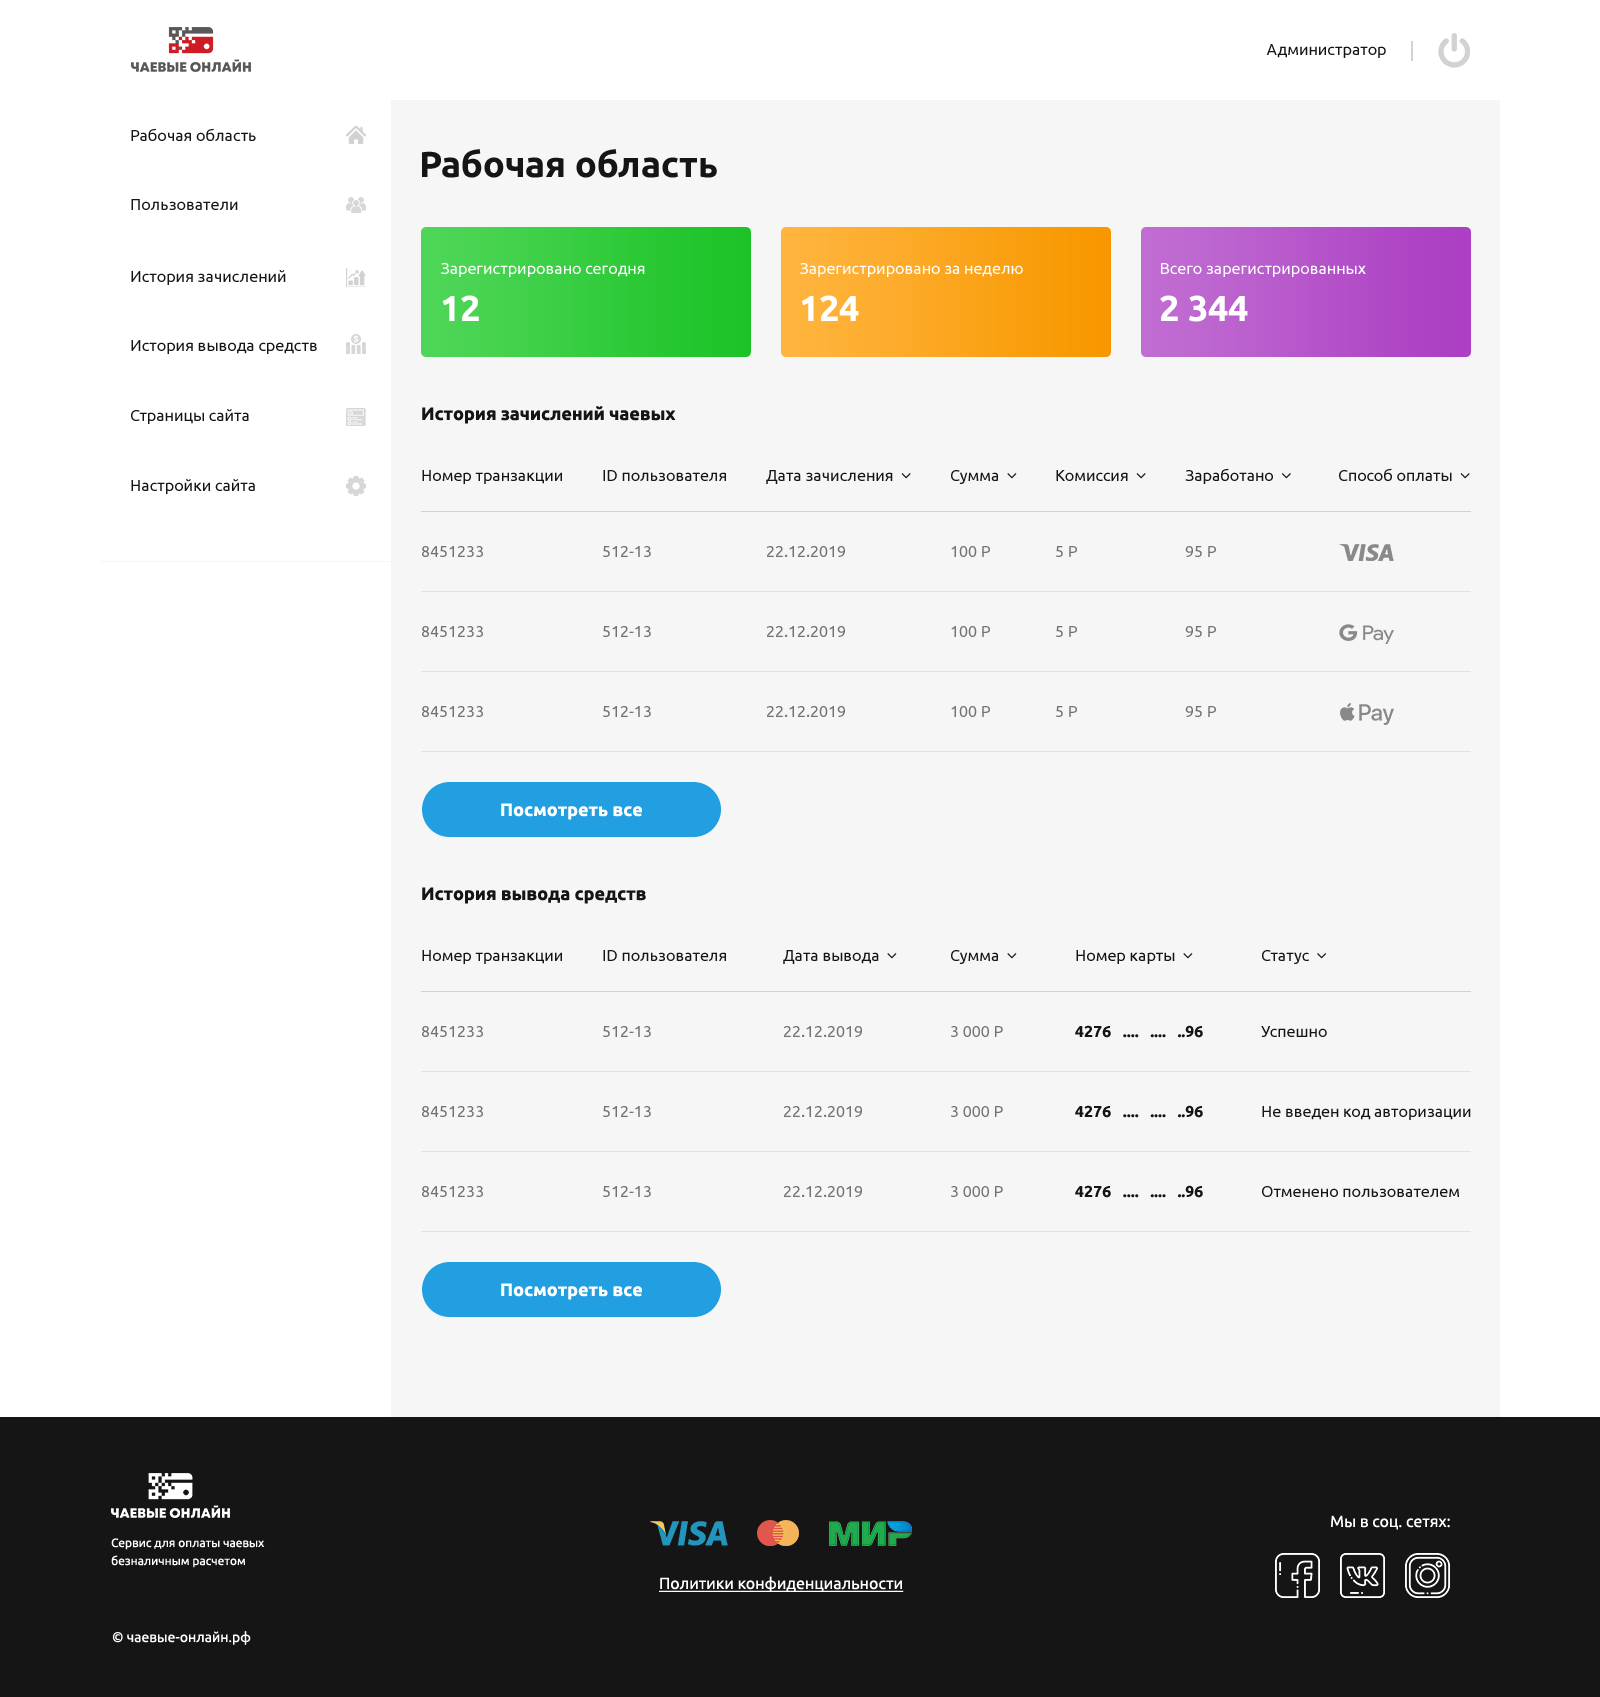 ЧАЕВЫЕ ОНЛАЙН
Администратор
Рабочая область
Пользователи
История зачислений
История вывода средств
Страницы сайта
Настройки сайта
Рабочая область
Зарегистрировано сегодня
12
Зарегистрировано за неделю
124
Всего зарегистрированных
2 344
История зачислений чаевых
Номер транзакции ID пользователя Дата зачисления Сумма Комиссия Заработано Способ оплаты
8451233 512-13 22.12.2019 100 Р 5 Р 95 Р VISA
8451233 512-13 22.12.2019 100 Р 5 Р 95 Р G Pay
8451233 512-13 22.12.2019 100 Р 5 Р 95 Р Pay
Посмотреть все
История вывода средств
Номер транзакции ID пользователя Дата вывода Сумма Номер карты Статус
8451233 512-13 22.12.2019 3 000 Р 4276 .... .... ..96 Успешно
8451233 512-13 22.12.2019 3 000 Р 4276 .... .... ..96 Не введен код авторизации
8451233 512-13 22.12.2019 3 000 Р 4276 .... .... ..96 Отменено пользователем
Посмотреть все
ЧАЕВЫЕ ОНЛАЙН
Сервис для оплаты чаевых
безналичным расчетом
© чаевые-онлайн.рф
VISA МИР
Политики конфиденциальности
Мы в соц. сетях: